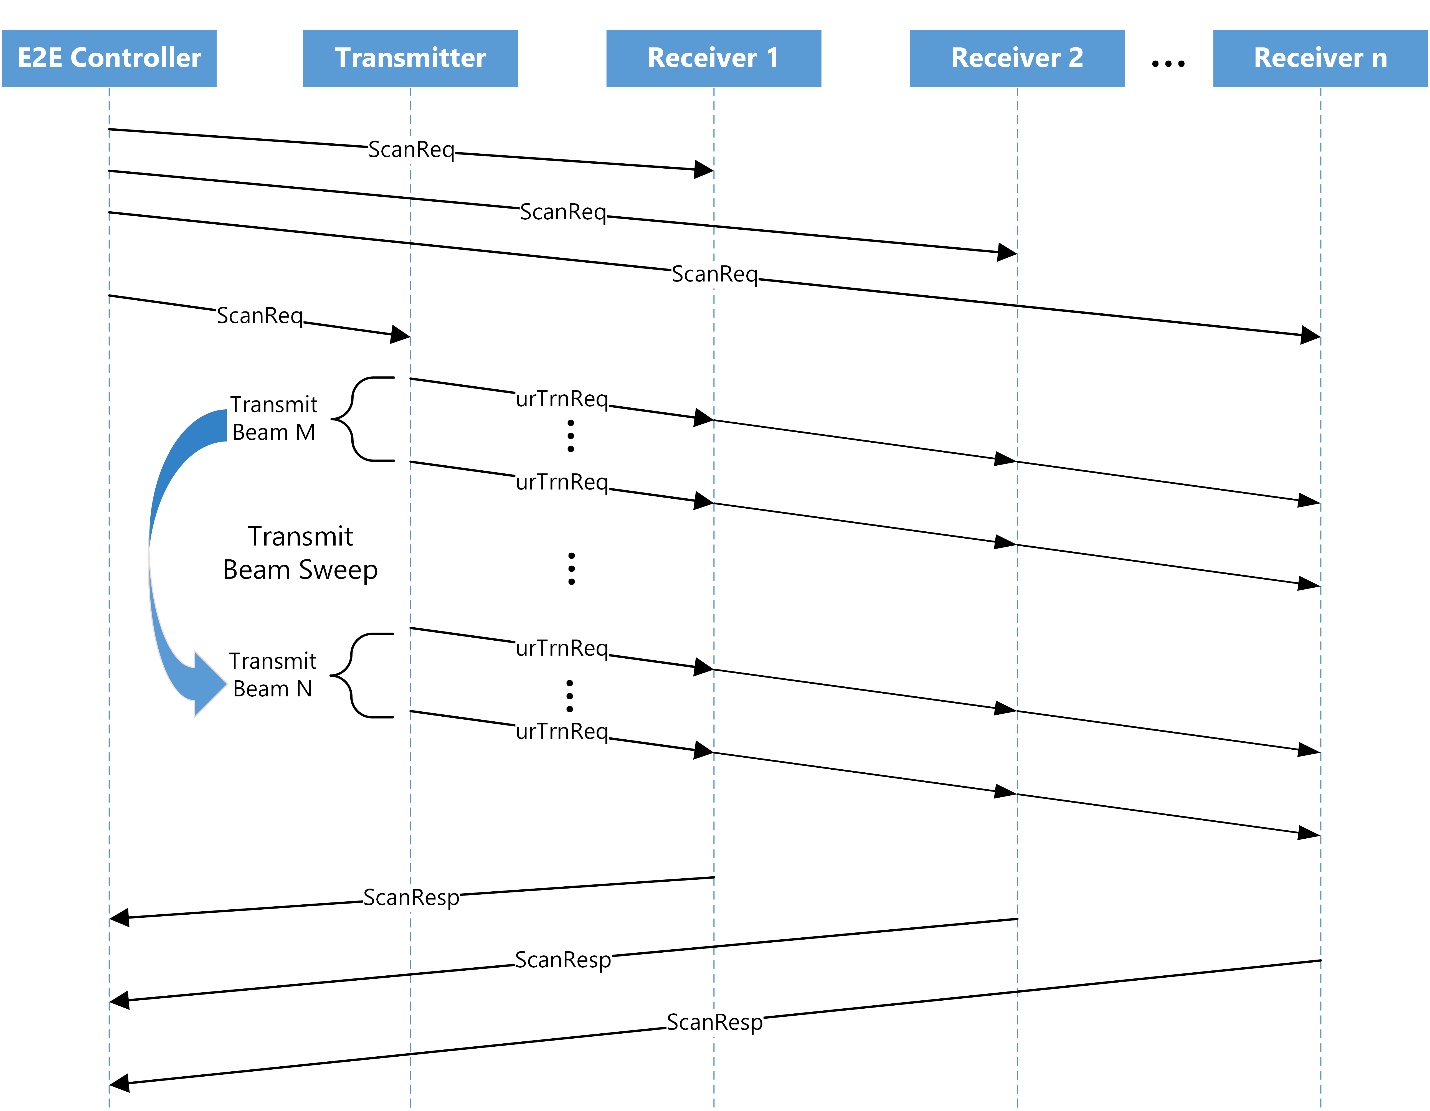 E2E Controller
Transmitter
Receiver 1
Receiver 2
...
Receiver n
ScanReq
ScanReq
ScanReq
ScanReq
Transmit
Beam M
urTrnReq
urTrnReq
Transmit
Beam Sweep
Transmit
Beam N
urTrnReq
urTrnReq
ScanResp
ScanResp
ScanResp